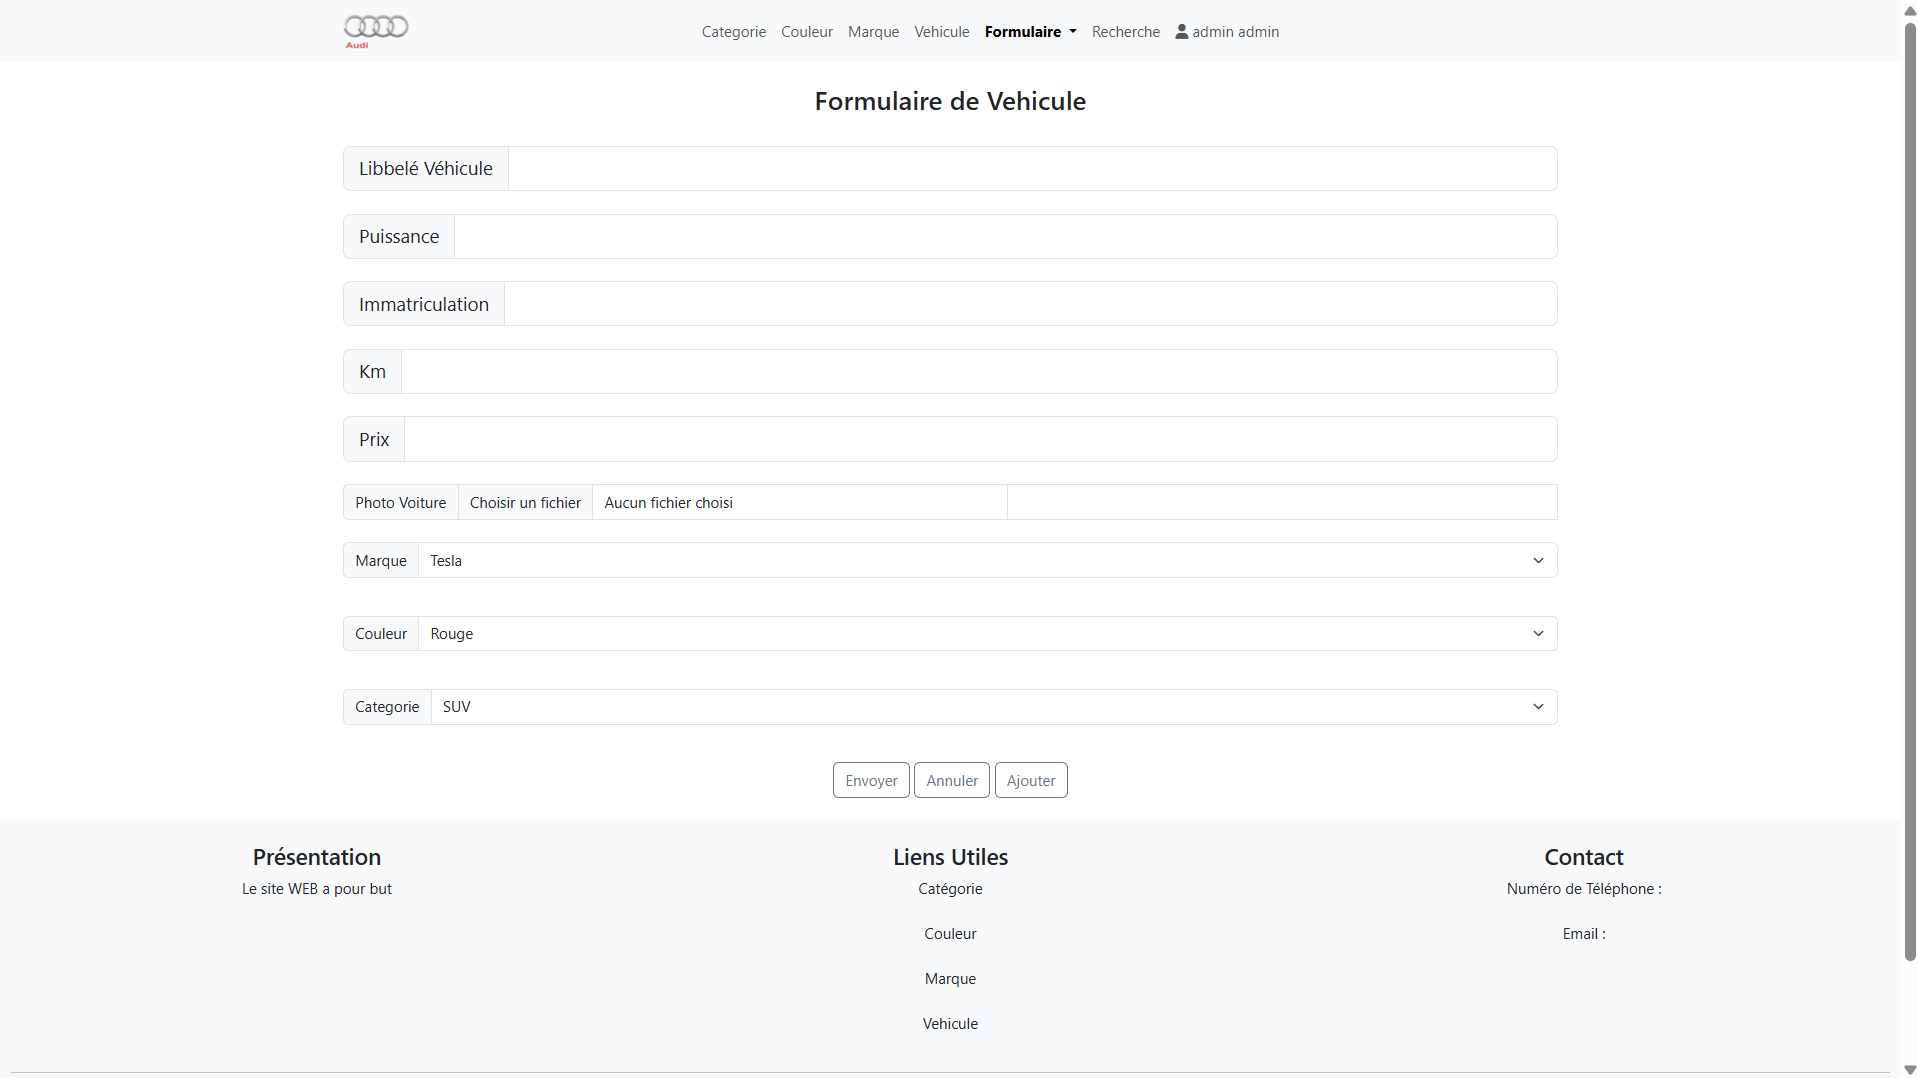 Audi
Categorie Couleur Marque Vehicule Formulaire Recherche admin admin
Formulaire de Vehicule
Libbelé Véhicule
Puissance
Immatriculation
Km
Prix
Photo Voiture Choisir un fichier Aucun fichier choisi
Marque Tesla
Couleur Rouge
Categorie SUV
Envoyer Annuler Ajouter
Présentation
Le site WEB a pour but
Liens Utiles
Catégorie
Couleur
Marque
Vehicule
Contact
Numéro de Téléphone :
Email :